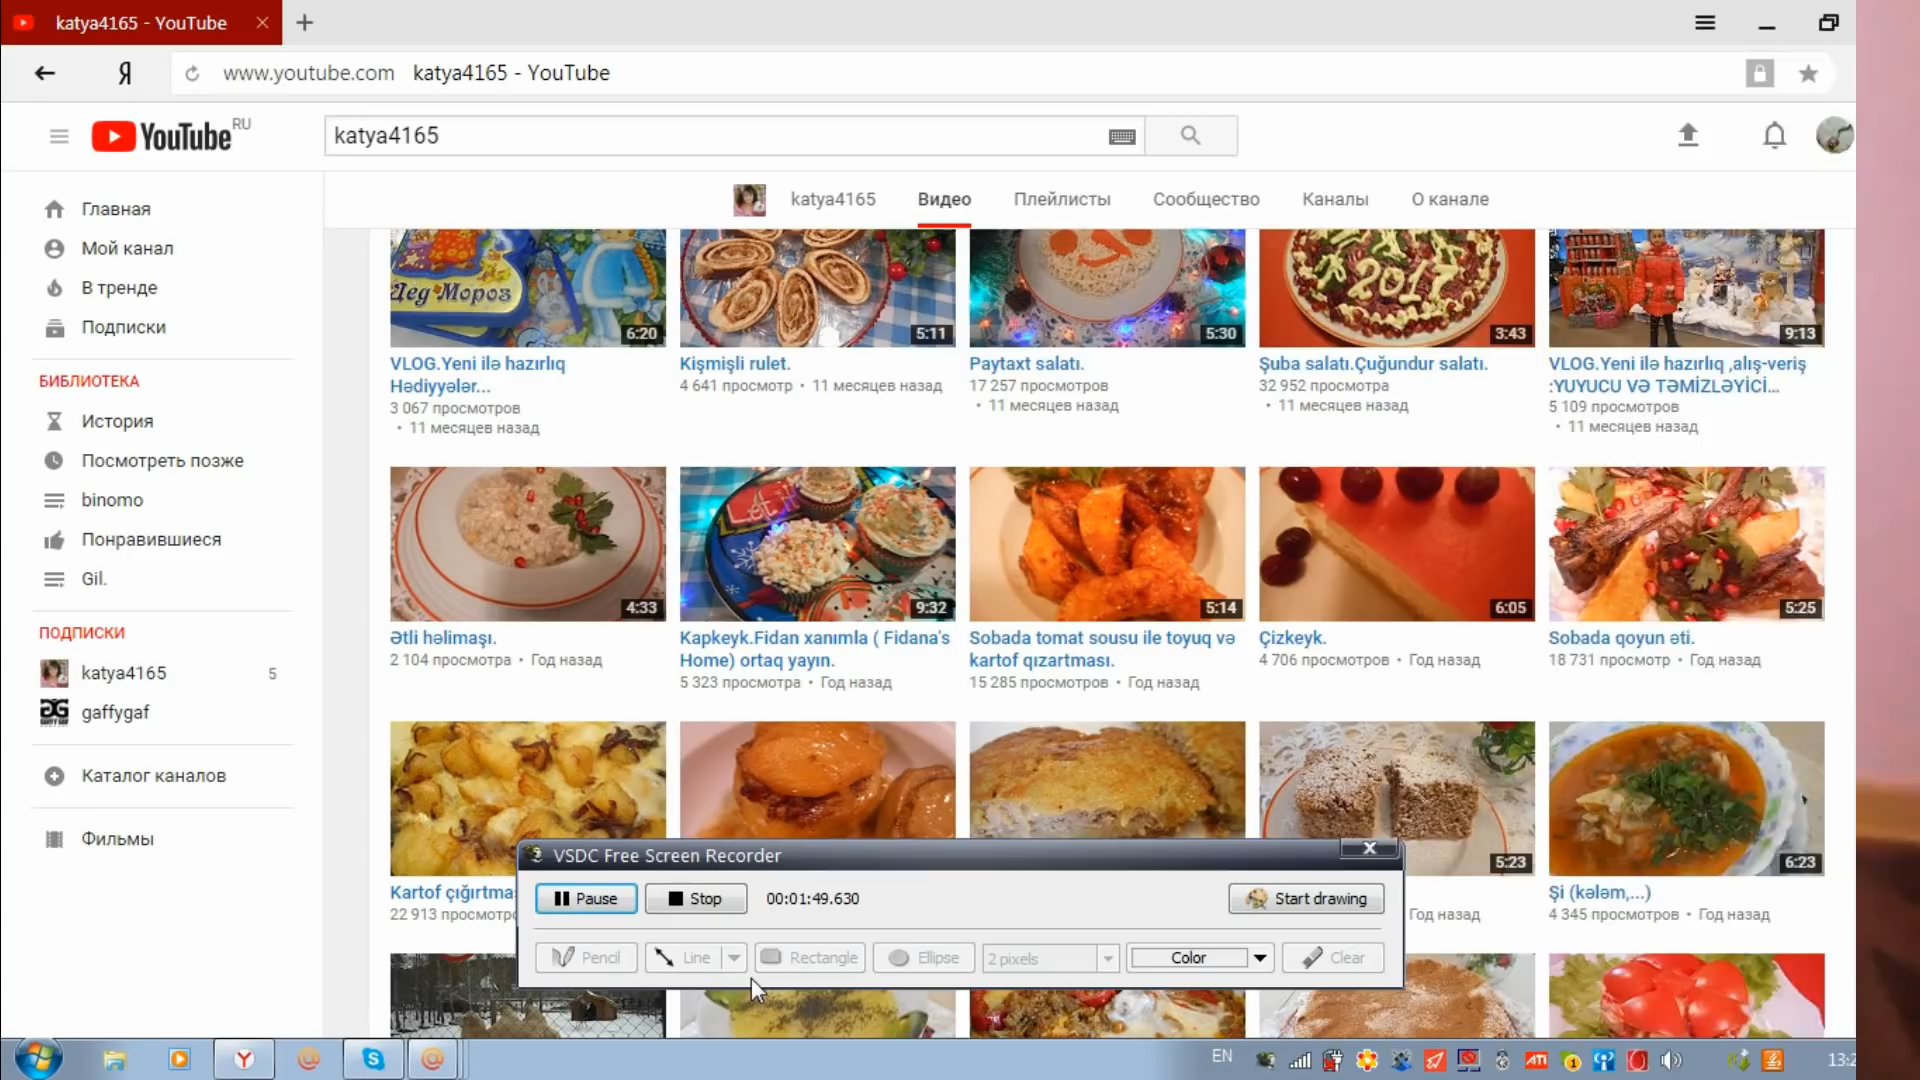 katya4165 - YouTube
Я www.youtube.com katya4165 - YouTube
YouTube RU
katya4165
katya4165 Видео Плейлисты Сообщество Каналы О канале
Главная
Мой канал
В тренде
Подписки
БИБЛИОТЕКА
История
Посмотреть позже
binomo
Понравившиеся
Gil.
ПОДПИСКИ
katya4165 5
gaffygaf
Каталог каналов
Фильмы
Дед Мороз
6:20
VLOG.Yeni ilə hazırlıq
Hədiyyələr...
3 067 просмотров
• 11 месяцев назад
5:11
Kişmişli rulet.
4 641 просмотр • 11 месяцев назад
5:30
Paytaxt salatı.
17 257 просмотров
• 11 месяцев назад
2017
3:43
Şuba salatı.Çuğundur salatı.
32 952 просмотра
• 11 месяцев назад
9:13
VLOG.Yeni ilə hazırlıq ,alış-veriş
:YUYUCU VƏ TƏMİZLƏYİCİ...
5 109 просмотров
• 11 месяцев назад
4:33
Ətli həlimaşı.
2 104 просмотра • Год назад
9:32
Kapkeyk.Fidan xanımla ( Fidana's
Home) ortaq yayın.
5 323 просмотра • Год назад
5:14
Sobada tomat sousu ile toyuq və
kartof qızartması.
15 285 просмотров • Год назад
6:05
Çizkeyk.
4 706 просмотров • Год назад
5:25
Sobada qoyun əti.
18 731 просмотр • Год назад
Kartof çığırtma
22 913 просмотр
5:23
Год назад
6:23
Şi (kələm,...)
4 345 просмотров • Год назад
VSDC Free Screen Recorder
Pause Stop 00:01:49.630 Start drawing
Pencil Line Rectangle Ellipse 2 pixels Color Clear
EN 13:2